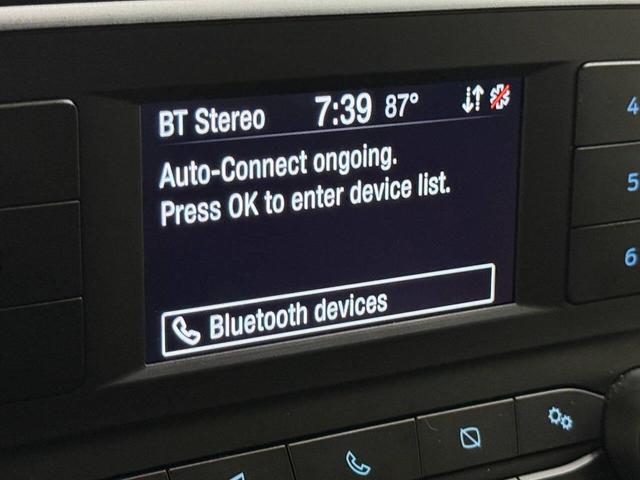 BT Stereo 7:39 87°
Auto-Connect ongoing.
Press OK to enter device list.
Bluetooth devices
4
5
6